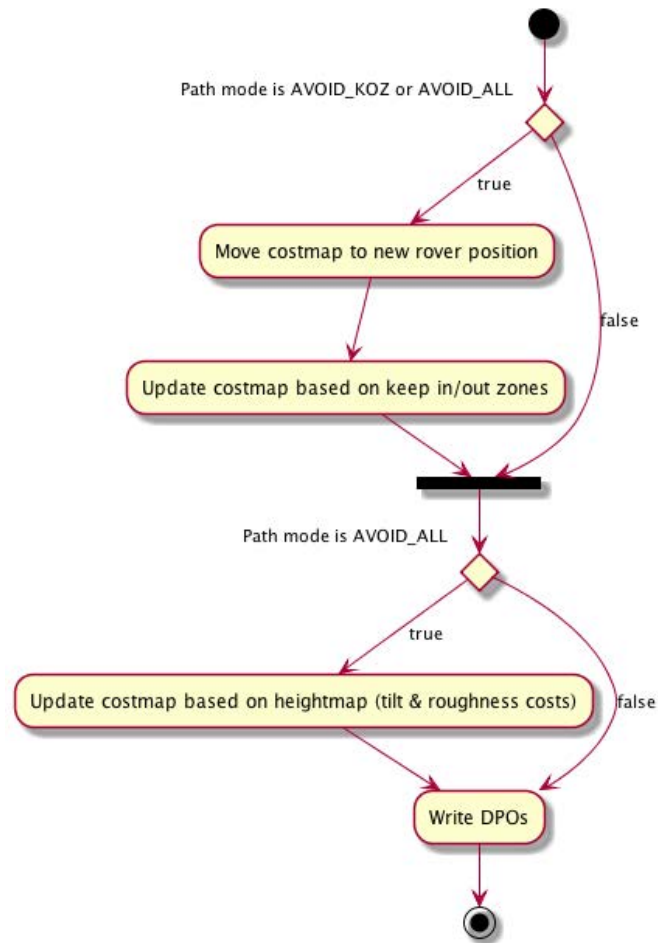 Path mode is AVOID_KOZ or AVOID_ALL
true
Move costmap to new rover position
false
Update costmap based on keep in/out zones
Path mode is AVOID_ALL
true
Update costmap based on heightmap (tilt & roughness costs)
false
Write DPOs